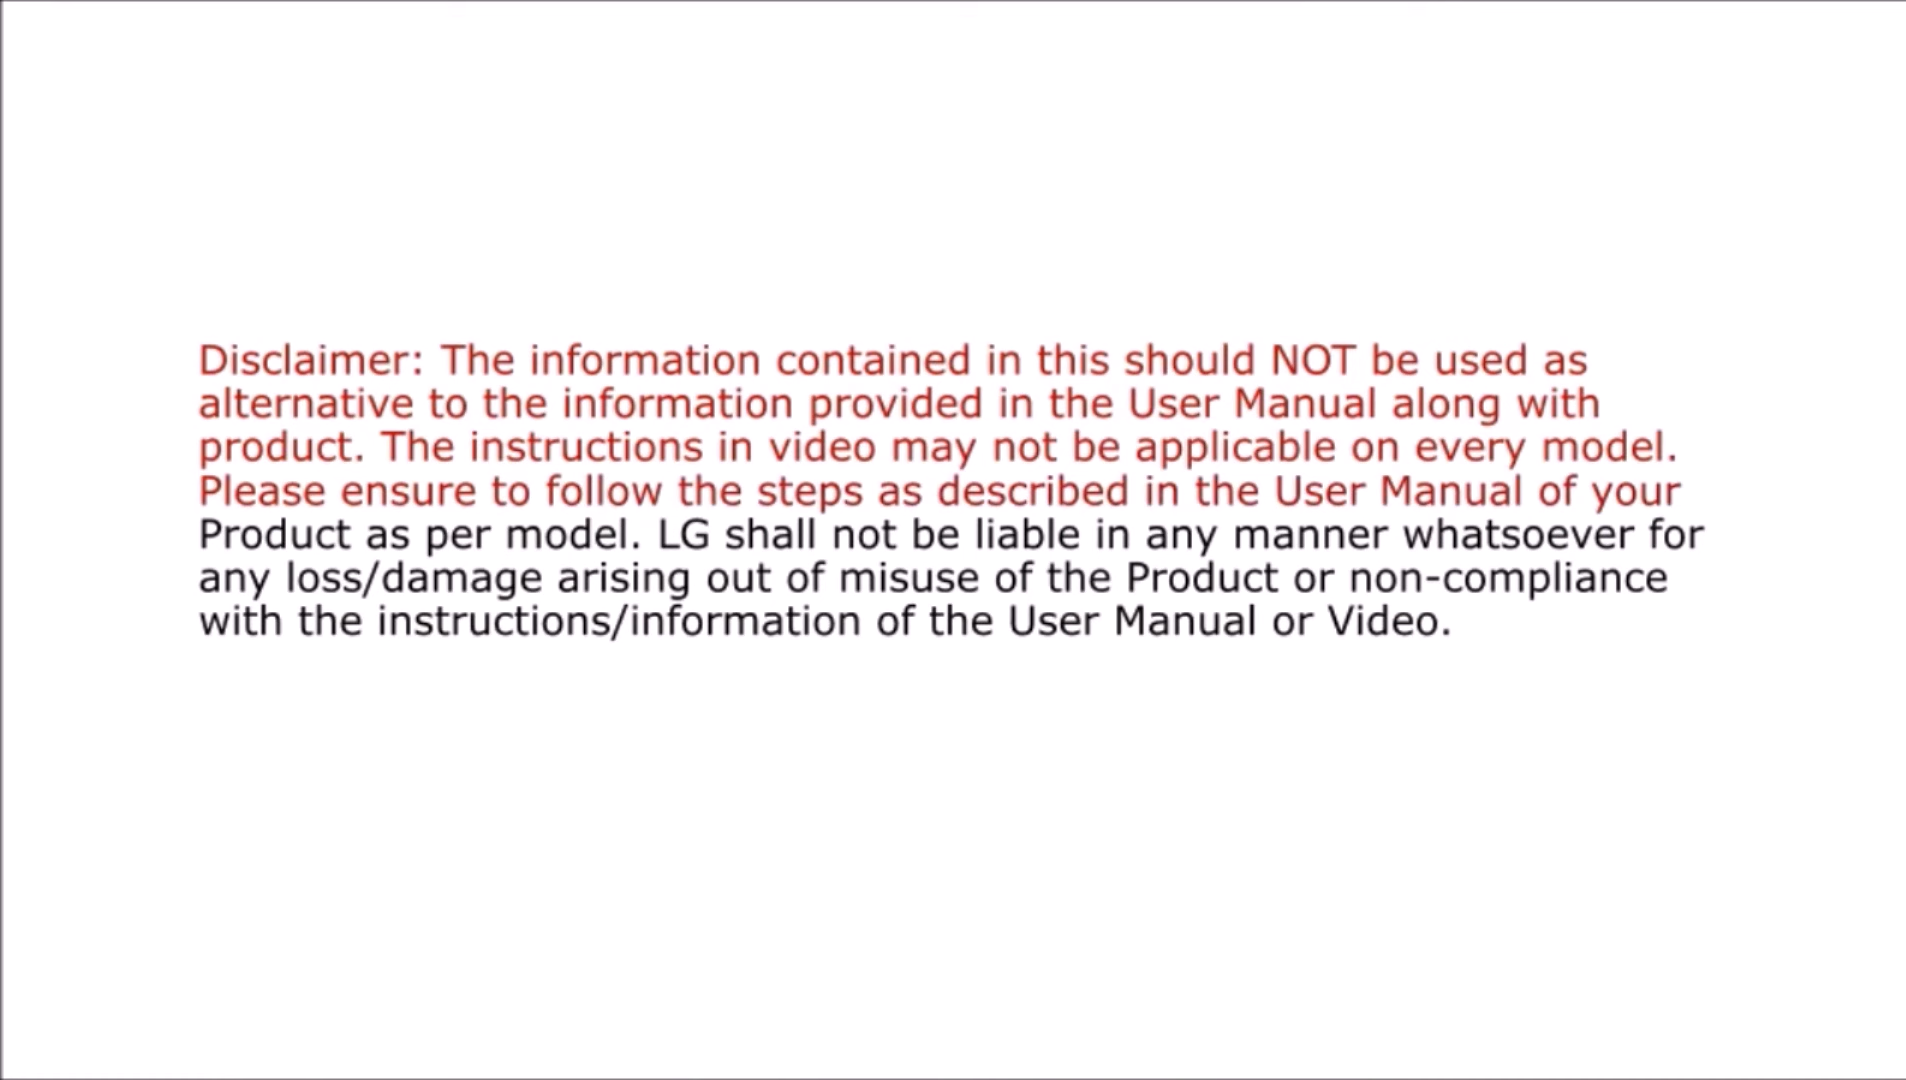 Disclaimer: The information contained in this should NOT be used as
alternative to the information provided in the User Manual along with
product. The instructions in video may not be applicable on every model.
Please ensure to follow the steps as described in the User Manual of your
Product as per model. LG shall not be liable in any manner whatsoever for
any loss/damage arising out of misuse of the Product or non-compliance
with the instructions/information of the User Manual or Video.